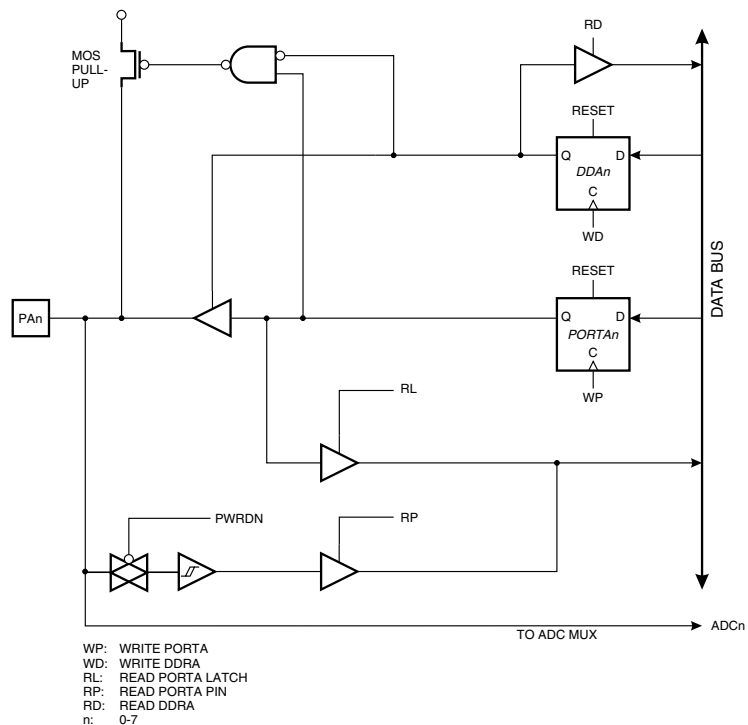 RD
MOS
PULL-
UP
RESET
Q
D
DDAn
C
WD
DATA BUS
RESET
PAn
Q
D
PORTAn
C
WP
RL
PWRDN
RP
TO ADC MUX
ADCn
WP: WRITE PORTA
WD: WRITE DDRA
RL: READ PORTA LATCH
RP: READ PORTA PIN
RD: READ DDRA
n: 0-7